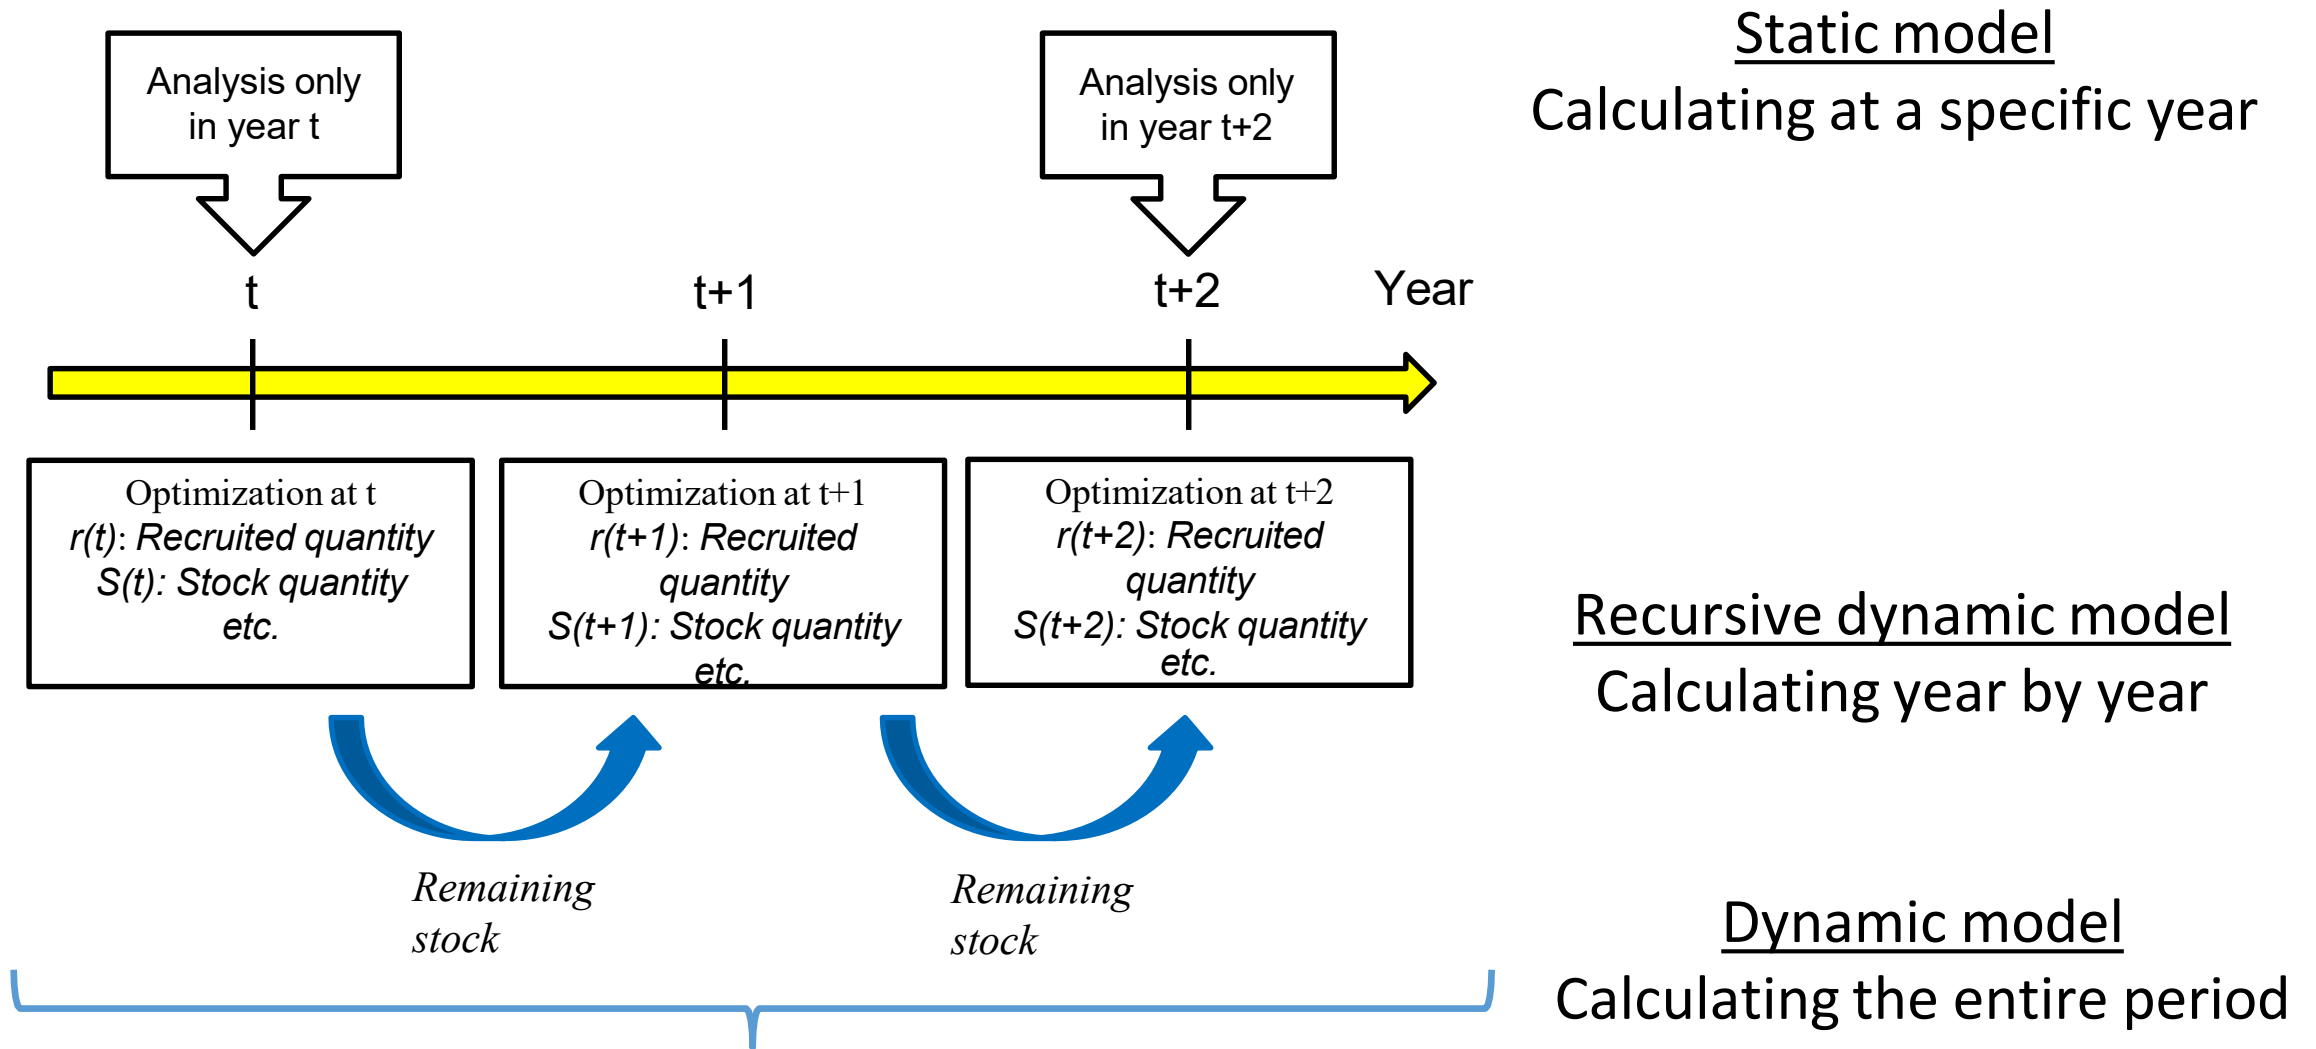 Static model
Calculating at a specific year
Analysis only
in year t
Analysis only
in year t+2
t
t+1
t+2
Year
Optimization at t
r(t): Recruited quantity
S(t): Stock quantity
etc.
Optimization at t+1
r(t+1): Recruited
quantity
S(t+1): Stock quantity
etc.
Optimization at t+2
r(t+2): Recruited
quantity
S(t+2): Stock quantity
etc.
Recursive dynamic model
Calculating year by year
Remaining
stock
Remaining
stock
Dynamic model
Calculating the entire period